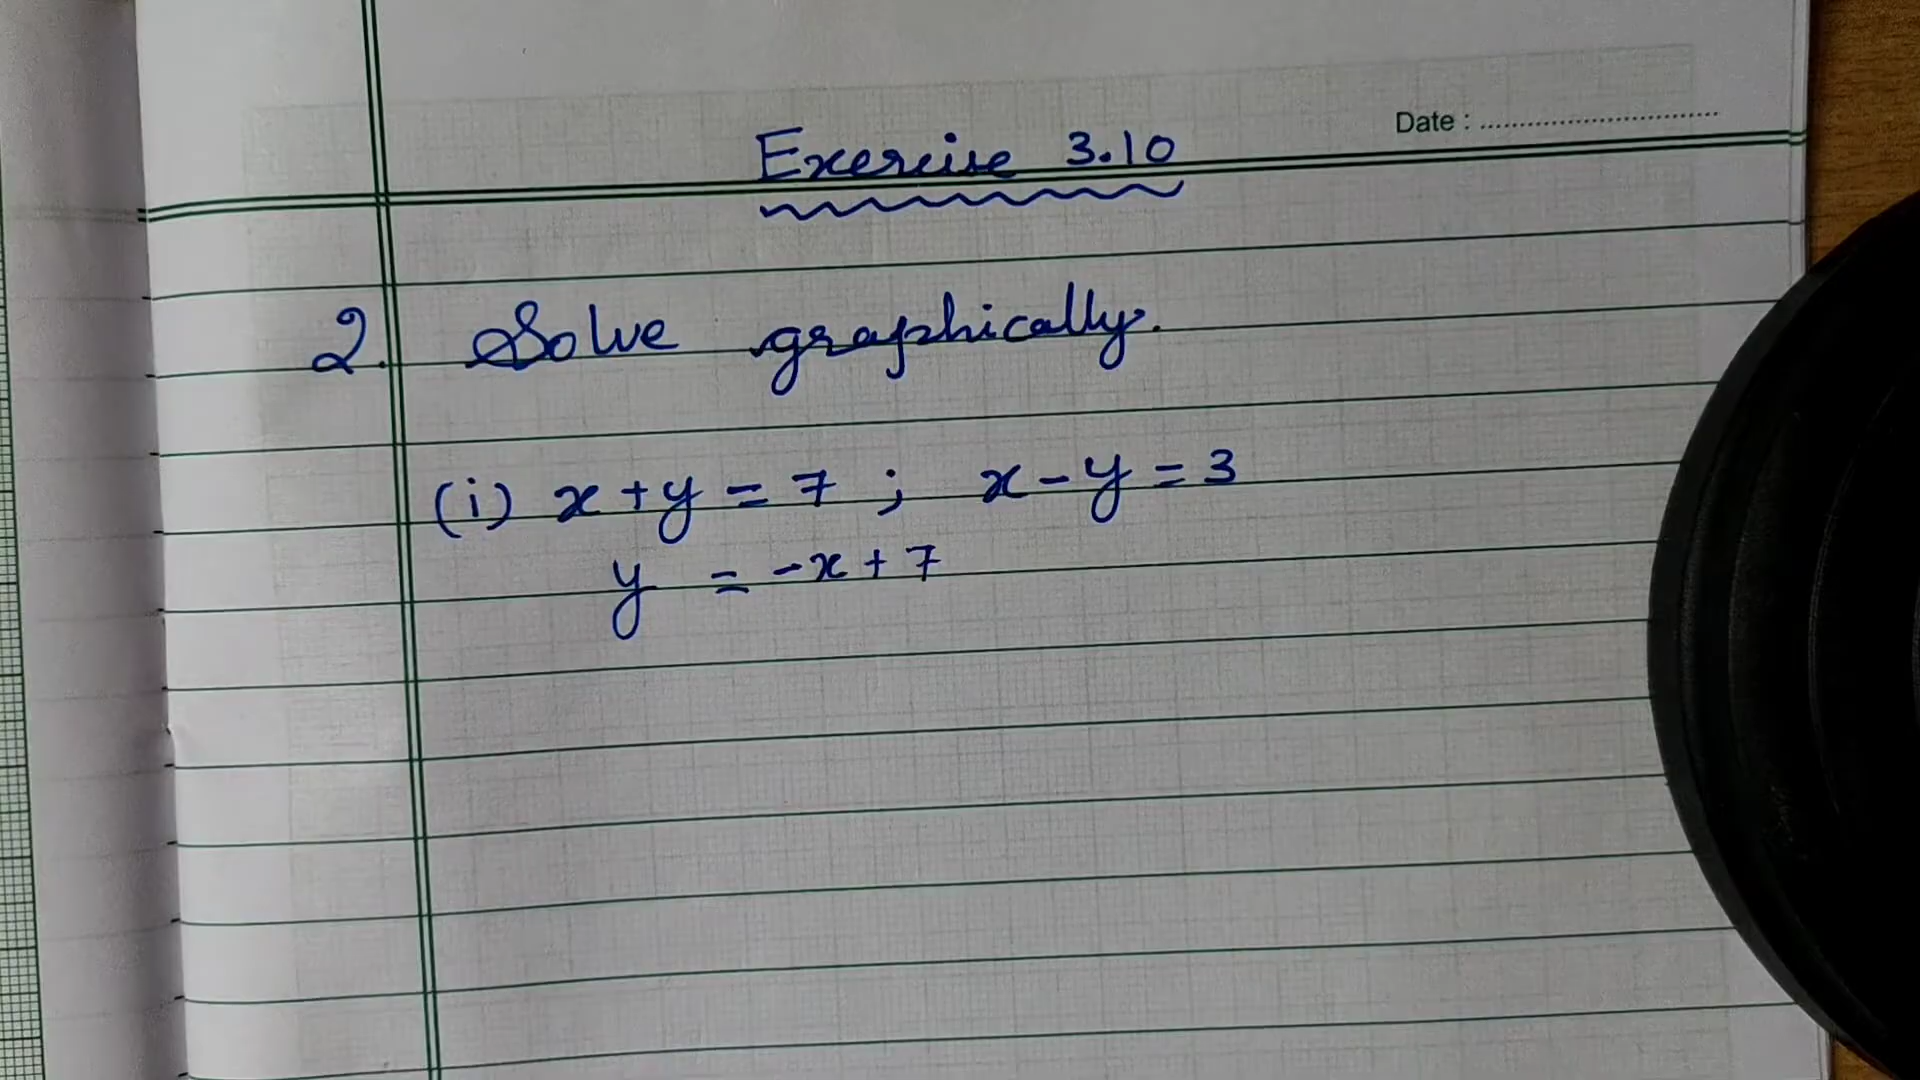 Date : ..............................
Exercise 3.10
2. Solve graphically.
(i) x + y = 7 ; x - y = 3
y = -x + 7